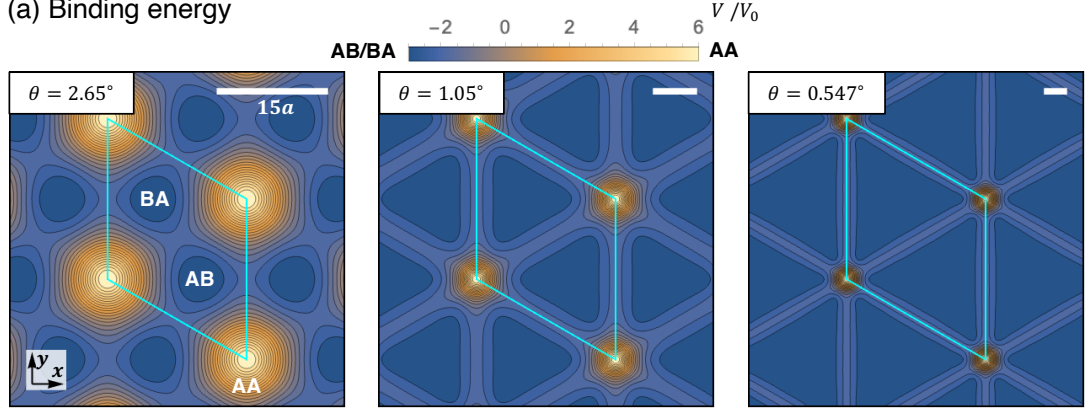 (a) Binding energy
V /V₀
−2 0 2 4 6
AB/BA AA
θ = 2.65°
15a
BA
AB
AA
y
x
θ = 1.05°
θ = 0.547°